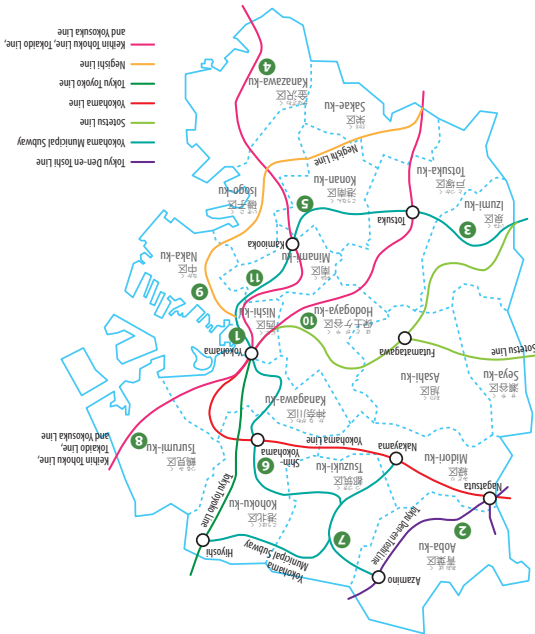 Azamino
青葉区
Aoba-ku
Tokyu Den-en Toshi Line
2
7
Yokohama
Municipal Subway
Hiyoshi
Nagatsuta
緑区
Midori-ku
都筑区
Tsuzuki-ku
港北区
Kohoku-ku
Tokyu Toyoko Line
Nakayama
Yokohama Line
6
Shin-
Yokohama
8
鶴見区
Tsurumi-ku
Keihin Tohoku Line,
Tokaido Line,
and Yokosuka Line
神奈川区
Kanagawa-ku
瀬谷区
Seya-ku
旭区
Asahi-ku
Sotetsu Line
Futamatagawa
Yokohama
1
保土ケ谷区
Hodogaya-ku
10
西区
Nishi-ku
9
中区
Naka-ku
11
南区
Minami-ku
Kamiooka
3
泉区
Izumi-ku
Totsuka
戸塚区
Totsuka-ku
5
港南区
Konan-ku
磯子区
Isogo-ku
Negishi Line
栄区
Sakae-ku
金沢区
Kanazawa-ku
4
Tokyu Den-en Toshi Line
Yokohama Municipal Subway
Sotetsu Line
Yokohama Line
Tokyu Toyoko Line
Negishi Line
Keihin Tohoku Line, Line, Tokaido Line,
and Yokosuka Line